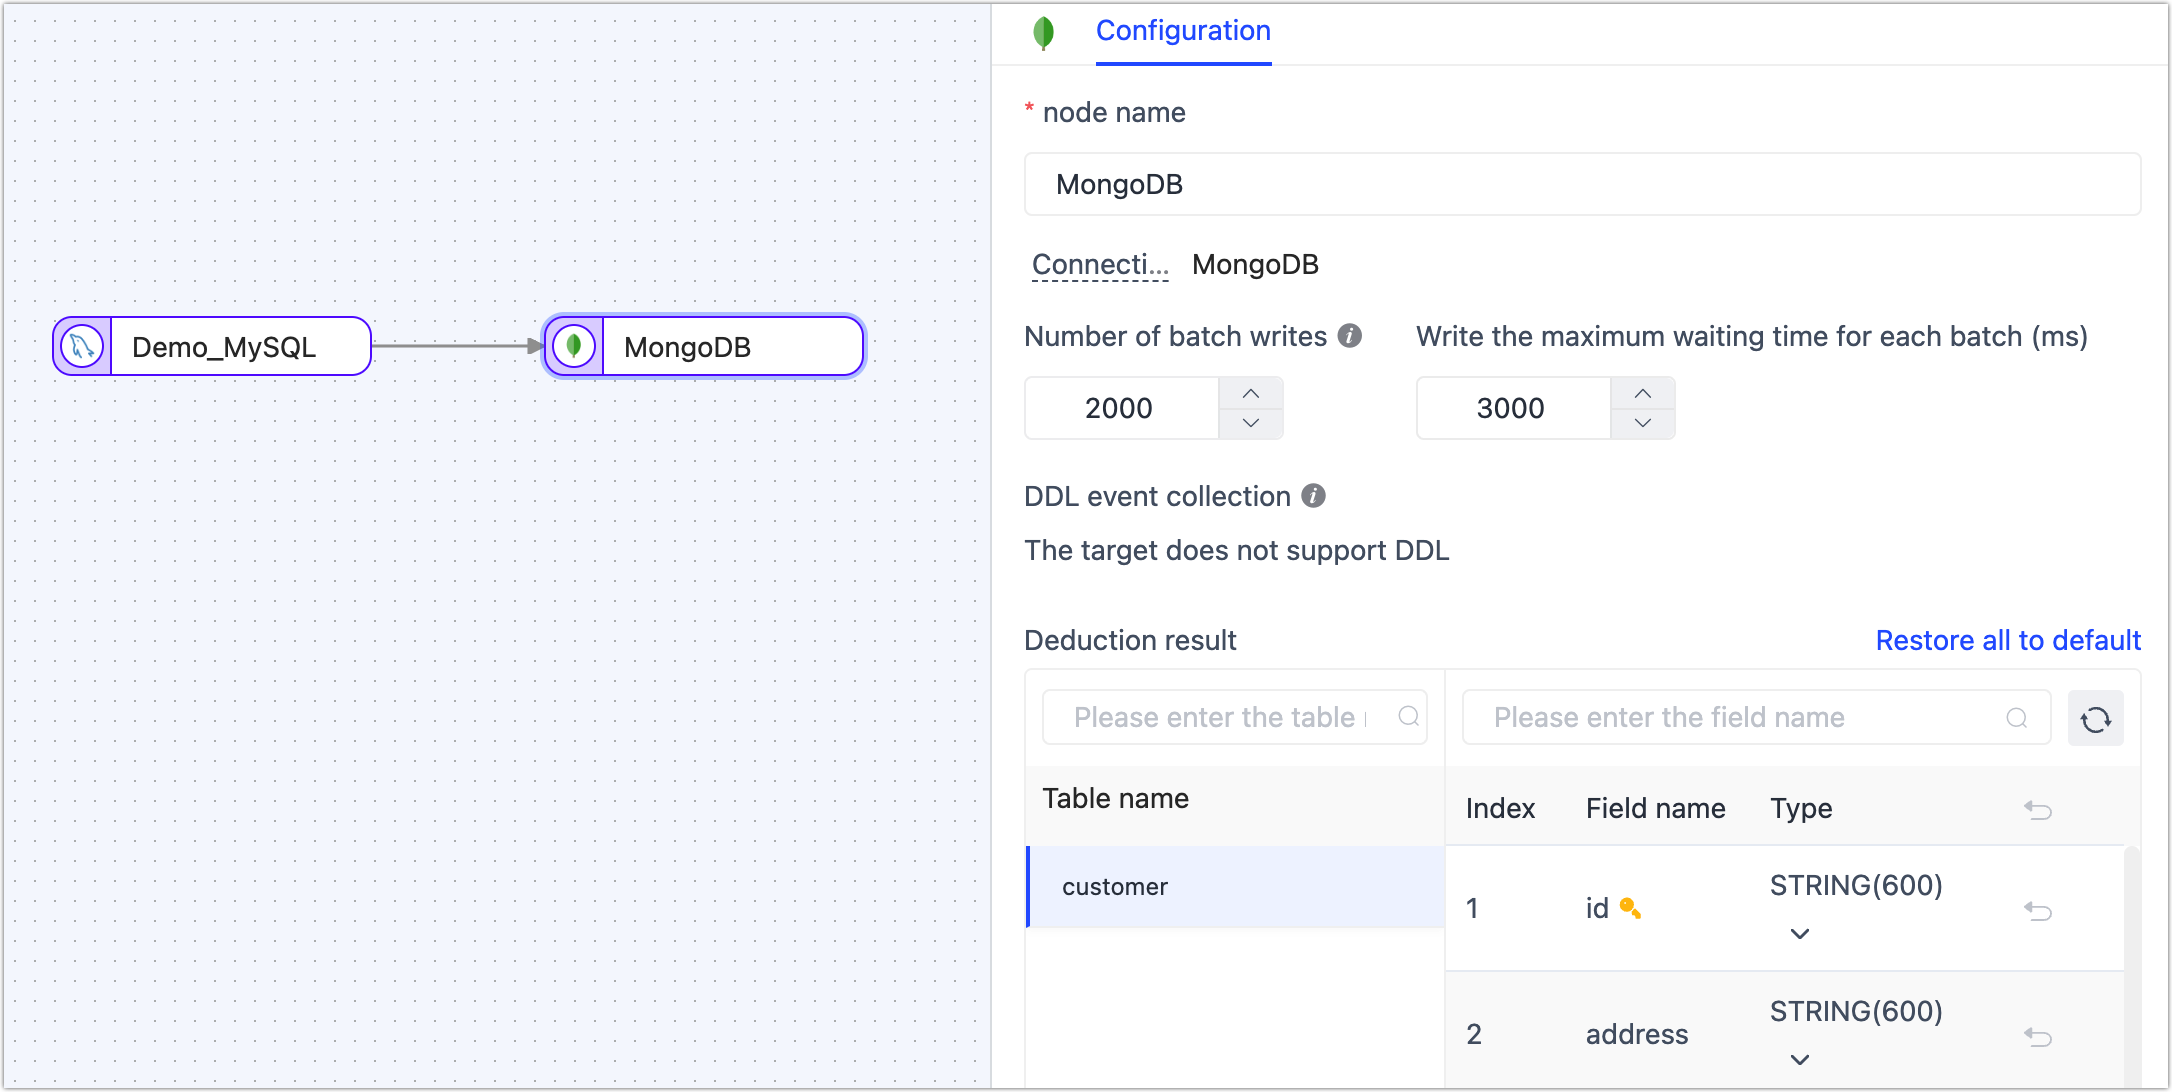 Demo_MySQL
MongoDB
Configuration
* node name
MongoDB
Connecti... MongoDB
Number of batch writes
Write the maximum waiting time for each batch (ms)
2000
3000
DDL event collection
The target does not support DDL
Deduction result
Restore all to default
Please enter the table
Please enter the field name
Table name
customer
Index Field name Type
1 id STRING(600)
2 address STRING(600)